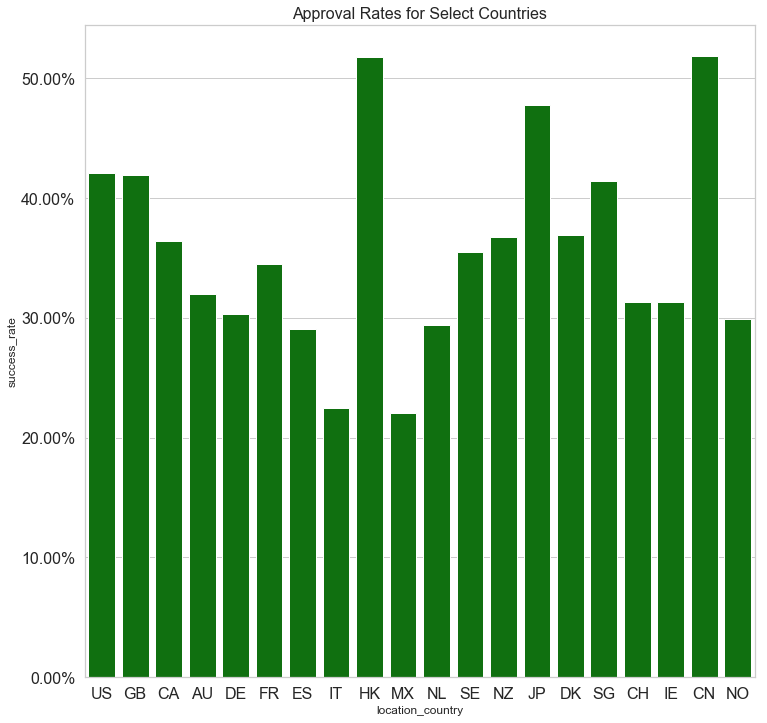 Approval Rates for Select Countries
success_rate
50.00%
40.00%
30.00%
20.00%
10.00%
0.00%
US GB CA AU DE FR ES IT HK MX NL SE NZ JP DK SG CH IE CN NO
location_country